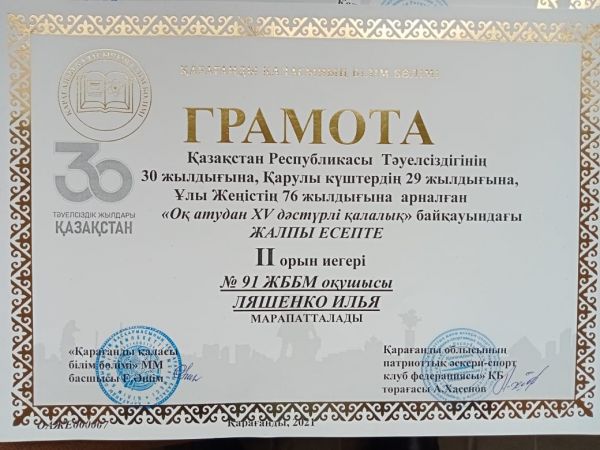 ҚАРАҒАНДЫ ҚАЛАСЫНЫҢ БІЛІМ БӨЛІМІ
ГРАМОТА
Қазақстан Республикасы Тәуелсіздігінің
30 жылдығына, Қарулы күштердің 29 жылдығына,
Ұлы Жеңістің 76 жылдығына арналған
«Оқ атудан XV дәстүрлі қалалық» байқауындағы
ЖАЛПЫ ЕСЕПТЕ
II орын иегері
№ 91 ЖББМ оқушысы
ЛЯШЕНКО ИЛЬЯ
МАРАПАТТАЛАДЫ
30
ТӘУЕЛСІЗДІК ЖЫЛДАРЫ
ҚАЗАҚСТАН
«Қарағанды қаласы
білім бөлімі» ММ
басшысы Г.Әшім
Қарағанды облысының
патриоттық әскери-спорт
клуб федерациясы» ҚБ
төрағасы А.Хасенов
Қарағанды, 2021